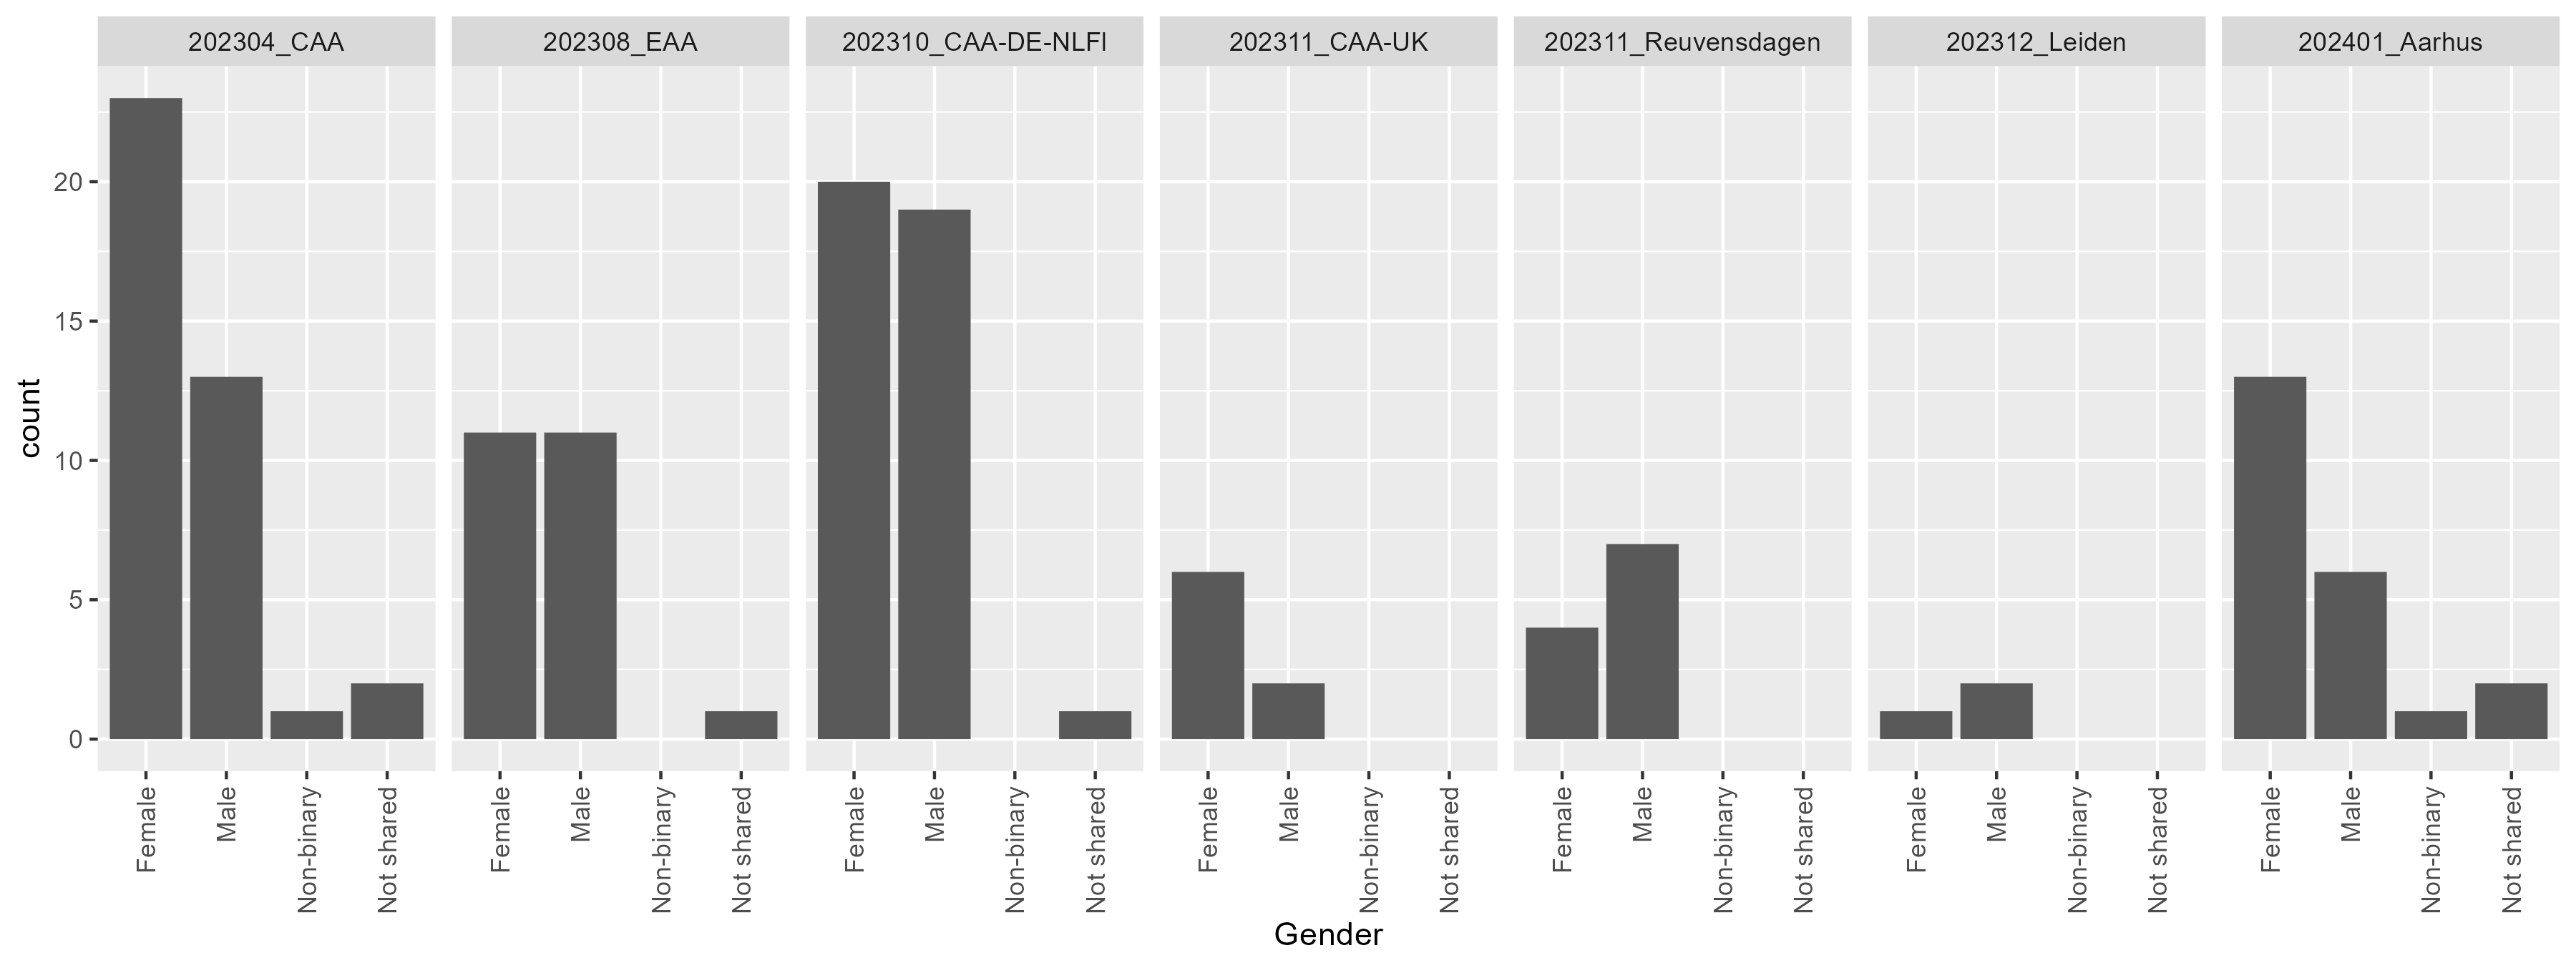 202304_CAA
202308_EAA
202310_CAA-DE-NLFI
202311_CAA-UK
202311_Reuvensdagen
202312_Leiden
202401_Aarhus
count
20
15
10
5
0
Female
Male
Non-binary
Not shared
Female
Male
Non-binary
Not shared
Female
Male
Non-binary
Not shared
Female
Male
Non-binary
Not shared
Female
Male
Non-binary
Not shared
Female
Male
Non-binary
Not shared
Female
Male
Non-binary
Not shared
Gender